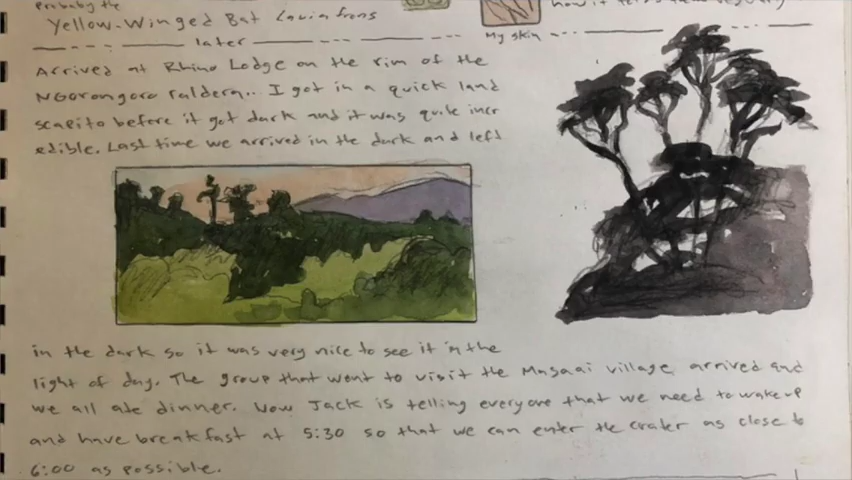 Probably the
Yellow-Winged Bat Lavia frons
My skin
later
Arrived at Rhino Lodge on the rim of the
Ngorongoro caldera... I got in a quick land
scapito before it got dark and it was quite incr
edible. Last time we arrived in the dark and left
in the dark so it was very nice to see it in the
light of day. The group that went to visit the Masaai village arrived and
we all ate dinner. Now Jack is telling everyone that we need to wake up
and have breakfast at 5:30 so that we can enter the crater as close to
6:00 as possible.